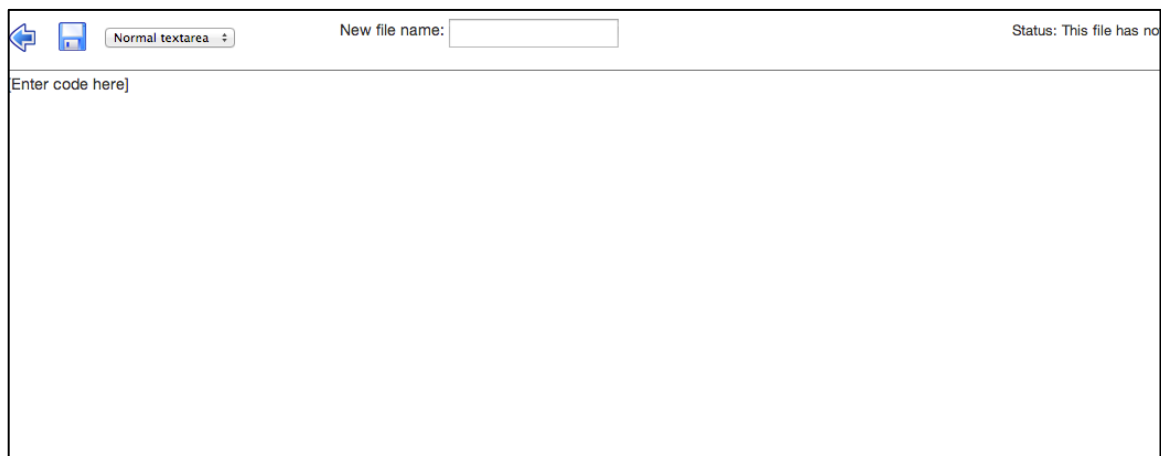 Normal textarea
New file name:
Status: This file has no
[Enter code here]